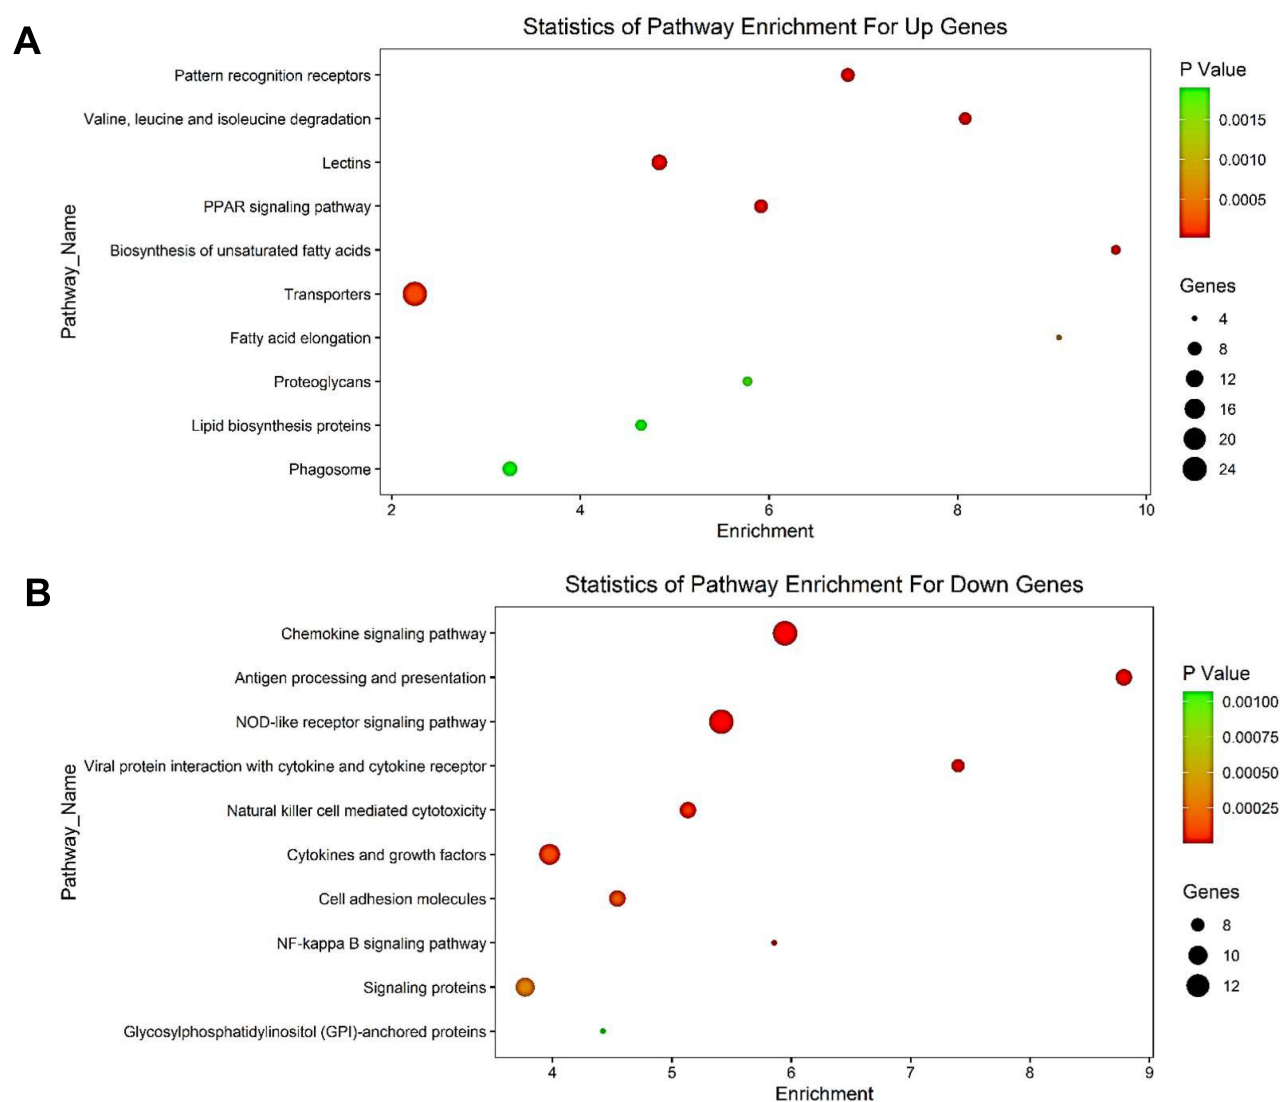 A
Statistics of Pathway Enrichment For Up Genes
Pathway_Name
Pattern recognition receptors
Valine, leucine and isoleucine degradation
Lectins
PPAR signaling pathway
Biosynthesis of unsaturated fatty acids
Transporters
Fatty acid elongation
Proteoglycans
Lipid biosynthesis proteins
Phagosome
2 4 6 8 10
Enrichment
P Value
0.0015
0.0010
0.0005
Genes
4
8
12
16
20
24
B
Statistics of Pathway Enrichment For Down Genes
Pathway_Name
Chemokine signaling pathway
Antigen processing and presentation
NOD-like receptor signaling pathway
Viral protein interaction with cytokine and cytokine receptor
Natural killer cell mediated cytotoxicity
Cytokines and growth factors
Cell adhesion molecules
NF-kappa B signaling pathway
Signaling proteins
Glycosylphosphatidylinositol (GPI)-anchored proteins
4 5 6 7 8 9
Enrichment
P Value
0.00100
0.00075
0.00050
0.00025
Genes
8
10
12